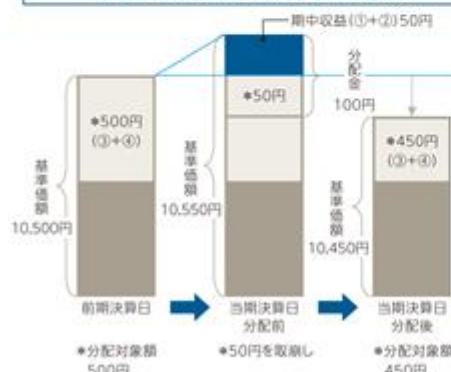 期中収益(①+②)50円
*50円
分配金
100円
*500円
(③+④)
*450円
(③+④)
基準価額
10,500円
基準価額
10,550円
基準価額
10,450円
前期決算日
当期決算日
分配前
当期決算日
分配後
*分配対象額
500円
*50円を取崩し
*分配対象額
450円